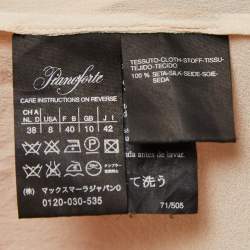 Pianoforte
CARE INSTRUCTIONS ON REVERSE
CH A
NL D USA F GB J I
38 8 40 10 42
(株) マックスマーラジャパン
0120-030-535
TESSUTO-CLOTH-STOFF-TISSU-
TEJIDO-TECIDO
100 % SETA-SILK-SEIDE-SOIE-
SEDA
antes de lavar.
て洗う
71/505